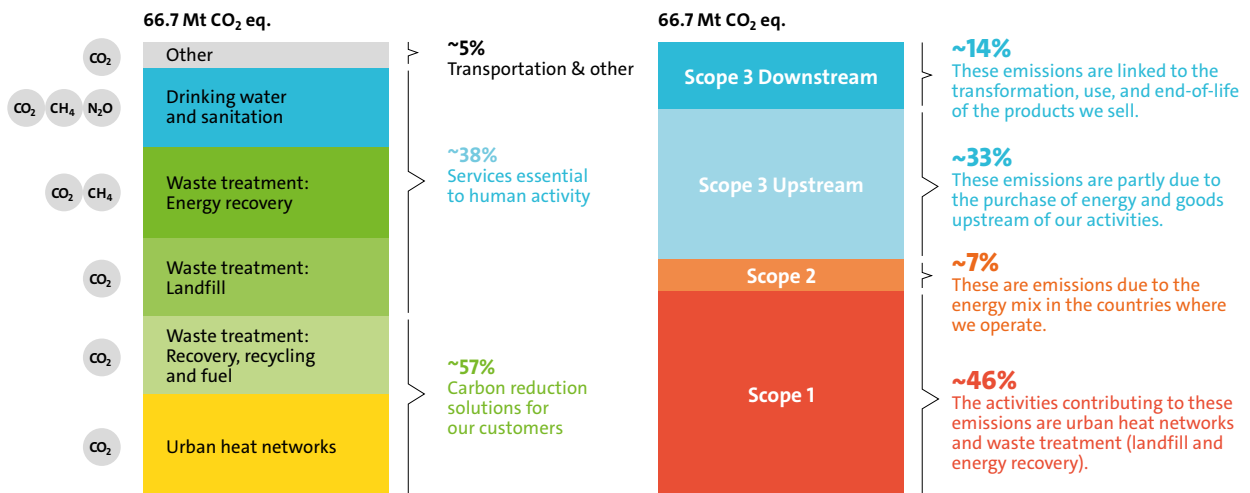 66.7 Mt CO₂ eq.
CO₂
Other
~5%
Transportation & other
CO₂ CH₄ N₂O
Drinking water
and sanitation
~38%
Services essential
to human activity
CO₂ CH₄
Waste treatment:
Energy recovery
CO₂
Waste treatment:
Landfill
CO₂
Waste treatment:
Recovery, recycling
and fuel
~57%
Carbon reduction
solutions for
our customers
CO₂
Urban heat networks
66.7 Mt CO₂ eq.
Scope 3 Downstream
~14%
These emissions are linked to the
transformation, use, and end-of-life
of the products we sell.
Scope 3 Upstream
~33%
These emissions are partly due to
the purchase of energy and goods
upstream of our activities.
Scope 2
~7%
These are emissions due to the
energy mix in the countries where
we operate.
Scope 1
~46%
The activities contributing to these
emissions are urban heat networks
and waste treatment (landfill and
energy recovery).